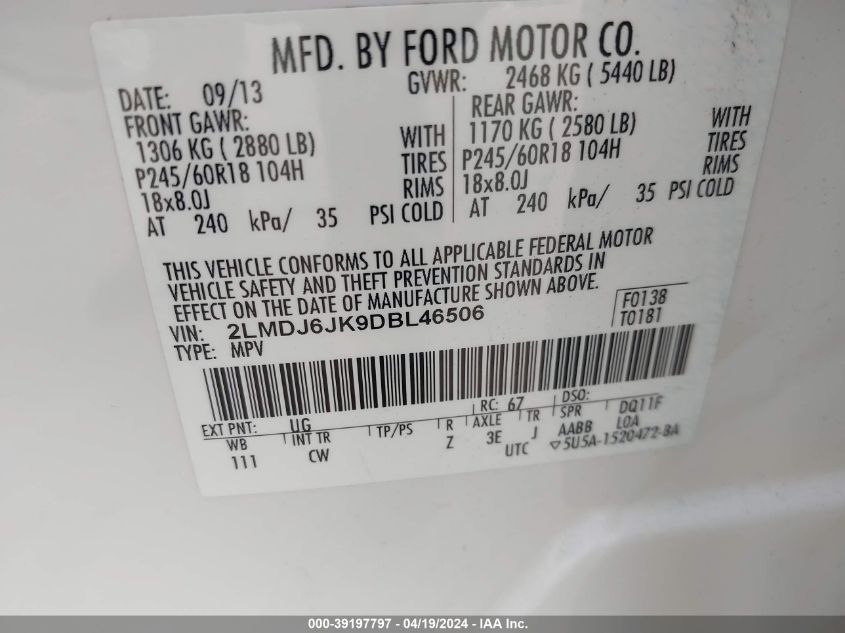 MFD. BY FORD MOTOR CO.
DATE: 09/13 GVWR: 2468 KG ( 5440 LB)
FRONT GAWR: REAR GAWR:
1306 KG ( 2880 LB) WITH 1170 KG ( 2580 LB) WITH
P245/60R18 104H TIRES P245/60R18 104H TIRES
18x8.0J RIMS 18x8.0J RIMS
AT 240 kPa/ 35 PSI COLD AT 240 kPa/ 35 PSI COLD
THIS VEHICLE CONFORMS TO ALL APPLICABLE FEDERAL MOTOR
VEHICLE SAFETY AND THEFT PREVENTION STANDARDS IN
EFFECT ON THE DATE OF MANUFACTURE SHOWN ABOVE.
VIN: 2LMDJ6JK9DBL46506 F0138
TYPE: MPV T0181
EXT PNT: UG RC: 67 DSO:
WB INT TR TP/PS R AXLE TR SPR DQ11F
111 CW Z 3E J AABB LOA
UTC ▽5U5A-1520472-BA
000-39197797 - 04/19/2024 - IAA Inc.